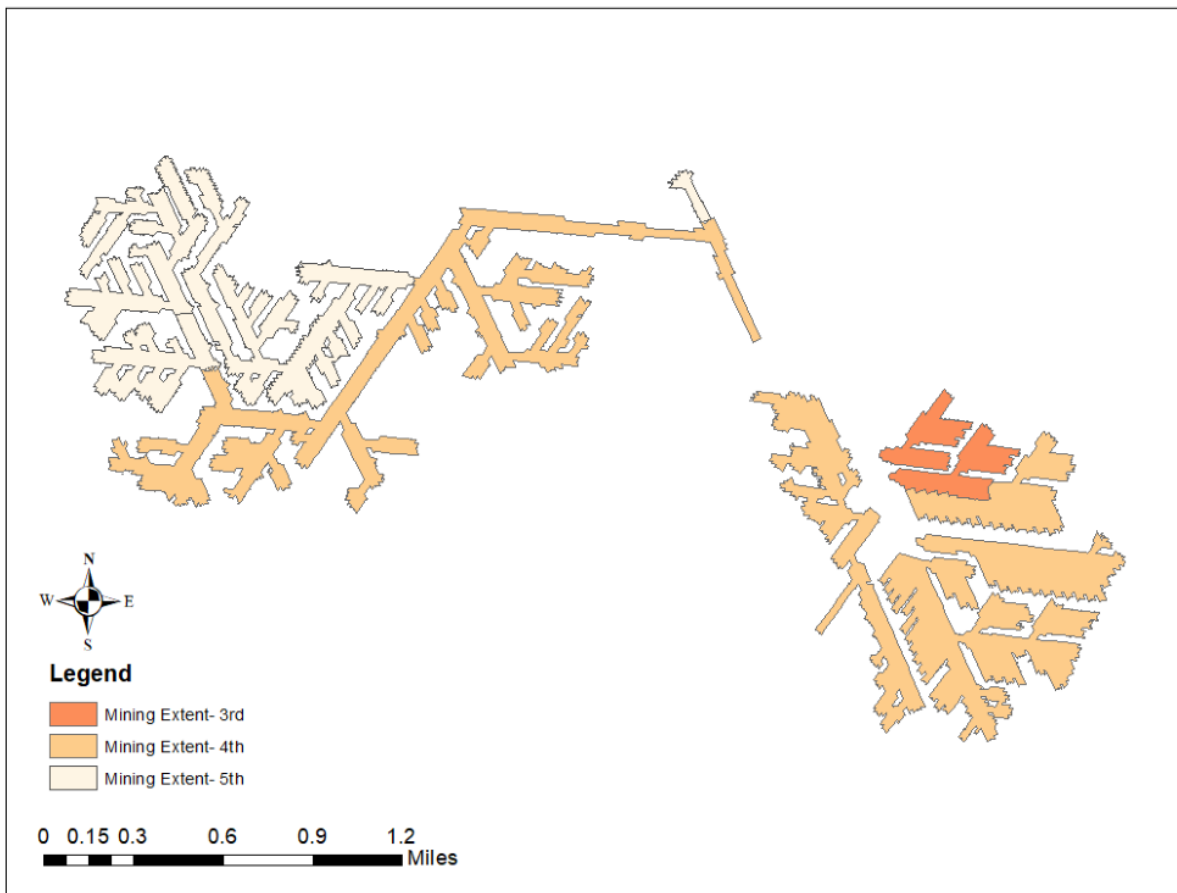 N
W E
S
Legend
Mining Extent- 3rd
Mining Extent- 4th
Mining Extent- 5th
0 0.15 0.3 0.6 0.9 1.2
Miles